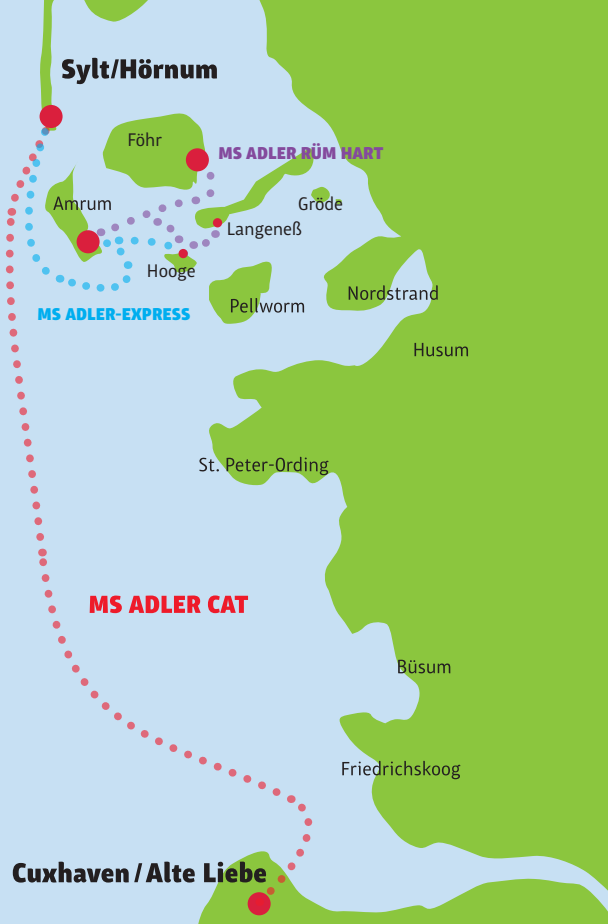 Sylt/Hörnum
Föhr
MS ADLER RÜM HART
Amrum
Gröde
Langeneß
Hooge
Nordstrand
Pellworm
MS ADLER-EXPRESS
Husum
St. Peter-Ording
MS ADLER CAT
Büsum
Friedrichskoog
Cuxhaven / Alte Liebe